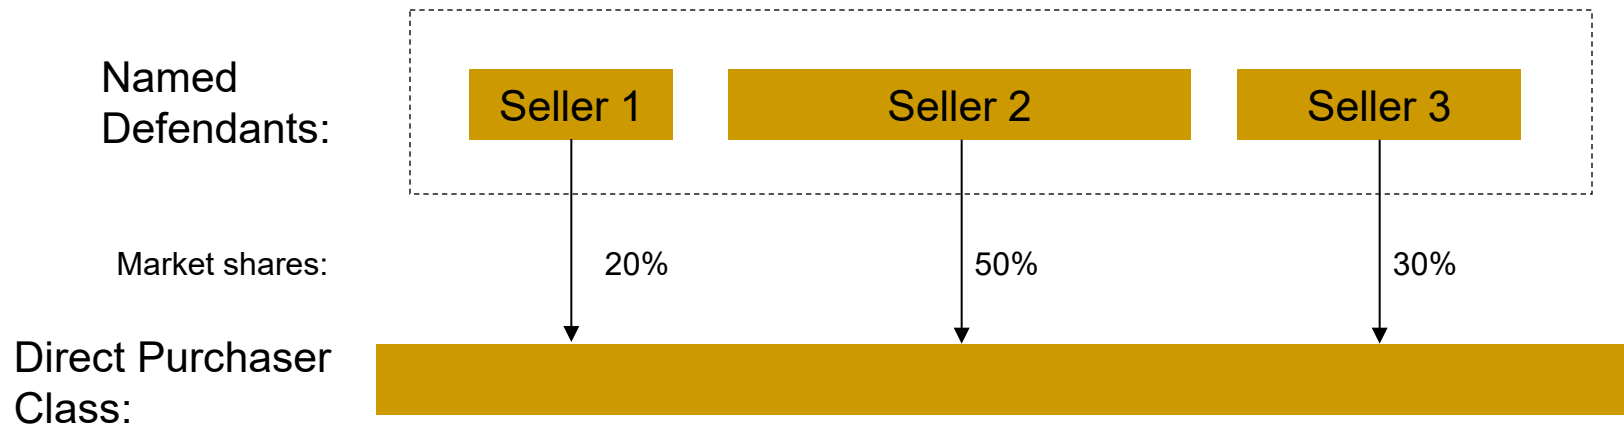 Named
Defendants:
Seller 1
Seller 2
Seller 3
Market shares:
20%
50%
30%
Direct Purchaser
Class: